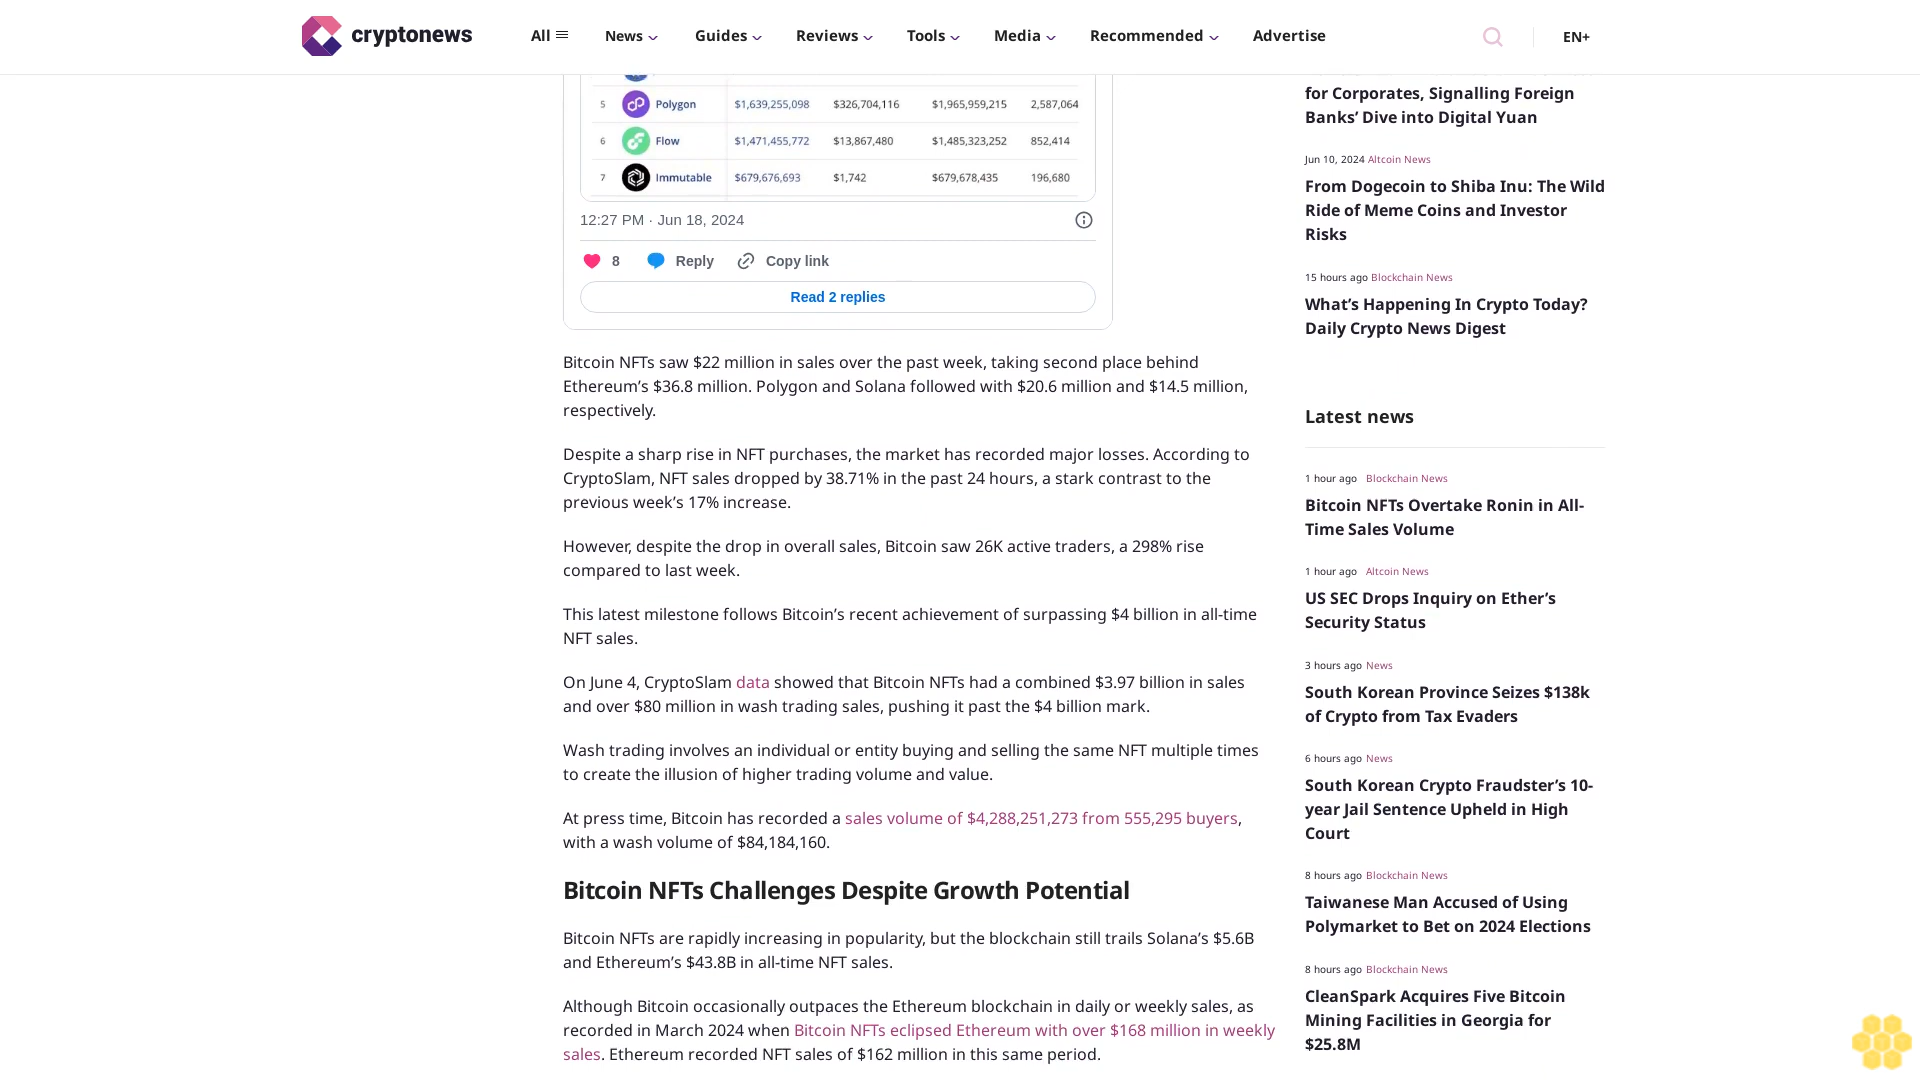 cryptonews
All
News
Guides
Reviews
Tools
Media
Recommended
Advertise
EN+
5 Polygon $1,639,255,098 $326,704,116 $1,965,959,215 2,587,064
6 Flow $1,471,455,772 $13,867,480 $1,485,323,252 852,414
7 Immutable $679,676,693 $1,742 $679,678,435 196,680
12:27 PM · Jun 18, 2024
8 Reply Copy link
Read 2 replies
Bitcoin NFTs saw $22 million in sales over the past week, taking second place behind
Ethereum’s $36.8 million. Polygon and Solana followed with $20.6 million and $14.5 million,
respectively.
Despite a sharp rise in NFT purchases, the market has recorded major losses. According to
CryptoSlam, NFT sales dropped by 38.71% in the past 24 hours, a stark contrast to the
previous week’s 17% increase.
However, despite the drop in overall sales, Bitcoin saw 26K active traders, a 298% rise
compared to last week.
This latest milestone follows Bitcoin’s recent achievement of surpassing $4 billion in all-time
NFT sales.
On June 4, CryptoSlam data showed that Bitcoin NFTs had a combined $3.97 billion in sales
and over $80 million in wash trading sales, pushing it past the $4 billion mark.
Wash trading involves an individual or entity buying and selling the same NFT multiple times
to create the illusion of higher trading volume and value.
At press time, Bitcoin has recorded a sales volume of $4,288,251,273 from 555,295 buyers,
with a wash volume of $84,184,160.
Bitcoin NFTs Challenges Despite Growth Potential
Bitcoin NFTs are rapidly increasing in popularity, but the blockchain still trails Solana’s $5.6B
and Ethereum’s $43.8B in all-time NFT sales.
Although Bitcoin occasionally outpaces the Ethereum blockchain in daily or weekly sales, as
recorded in March 2024 when Bitcoin NFTs eclipsed Ethereum with over $168 million in weekly
sales. Ethereum recorded NFT sales of $162 million in this same period.
for Corporates, Signalling Foreign
Banks’ Dive into Digital Yuan
Jun 10, 2024 Altcoin News
From Dogecoin to Shiba Inu: The Wild
Ride of Meme Coins and Investor
Risks
15 hours ago Blockchain News
What’s Happening In Crypto Today?
Daily Crypto News Digest
Latest news
1 hour ago Blockchain News
Bitcoin NFTs Overtake Ronin in All-
Time Sales Volume
1 hour ago Altcoin News
US SEC Drops Inquiry on Ether’s
Security Status
3 hours ago News
South Korean Province Seizes $138k
of Crypto from Tax Evaders
6 hours ago News
South Korean Crypto Fraudster’s 10-
year Jail Sentence Upheld in High
Court
8 hours ago Blockchain News
Taiwanese Man Accused of Using
Polymarket to Bet on 2024 Elections
8 hours ago Blockchain News
CleanSpark Acquires Five Bitcoin
Mining Facilities in Georgia for
$25.8M